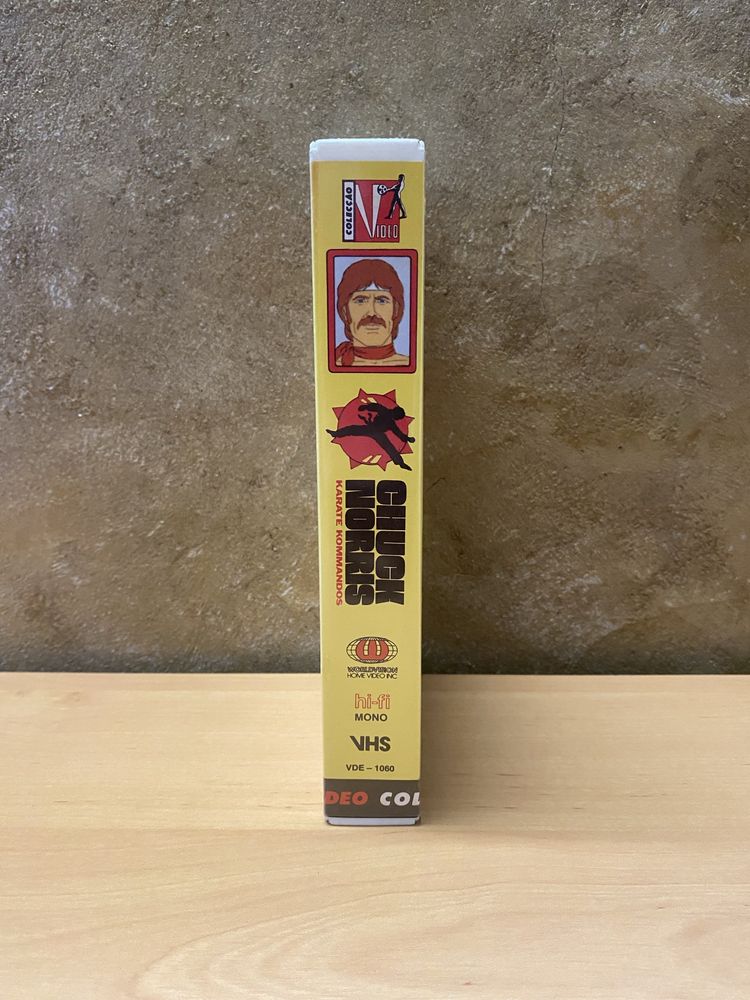 COLECÇÃO
VIDEO
CHUCK
NORRIS
KARATE KOMMANDOS
WORLDVISION
HOME VIDEO INC
hi-fi
MONO
VHS
VDE – 1060
DEO COL